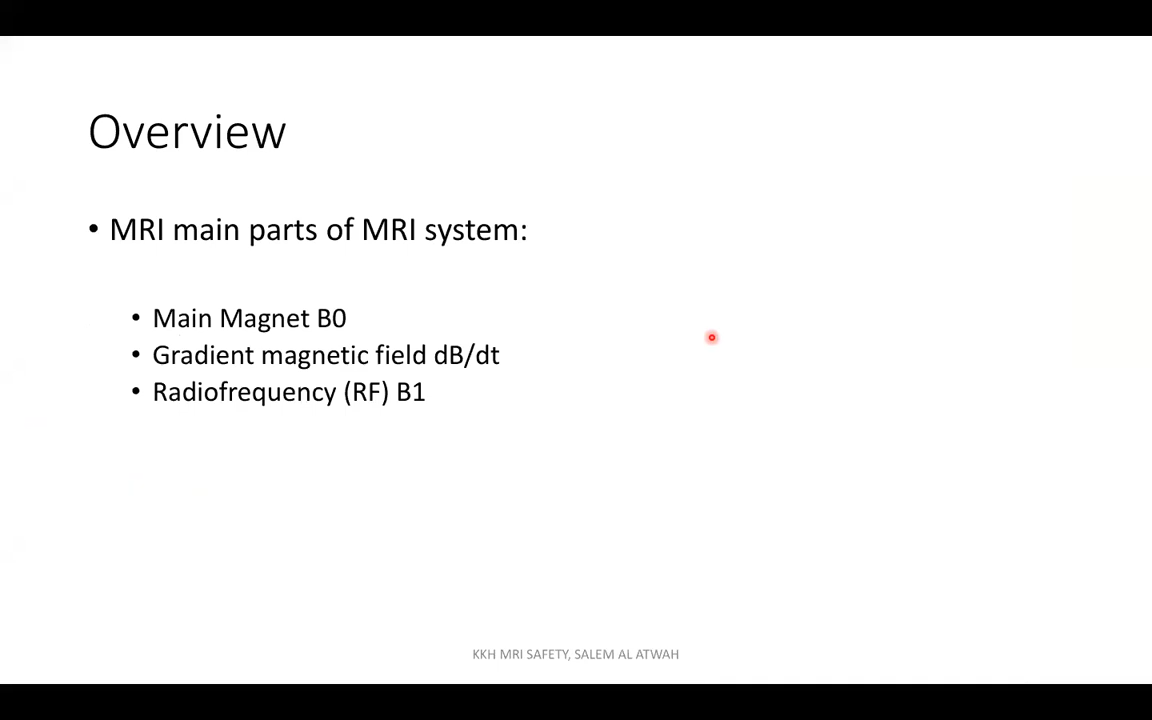 Overview
• MRI main parts of MRI system:
• Main Magnet B0
• Gradient magnetic field dB/dt
• Radiofrequency (RF) B1
KKH MRI SAFETY, SALEM AL ATWAH